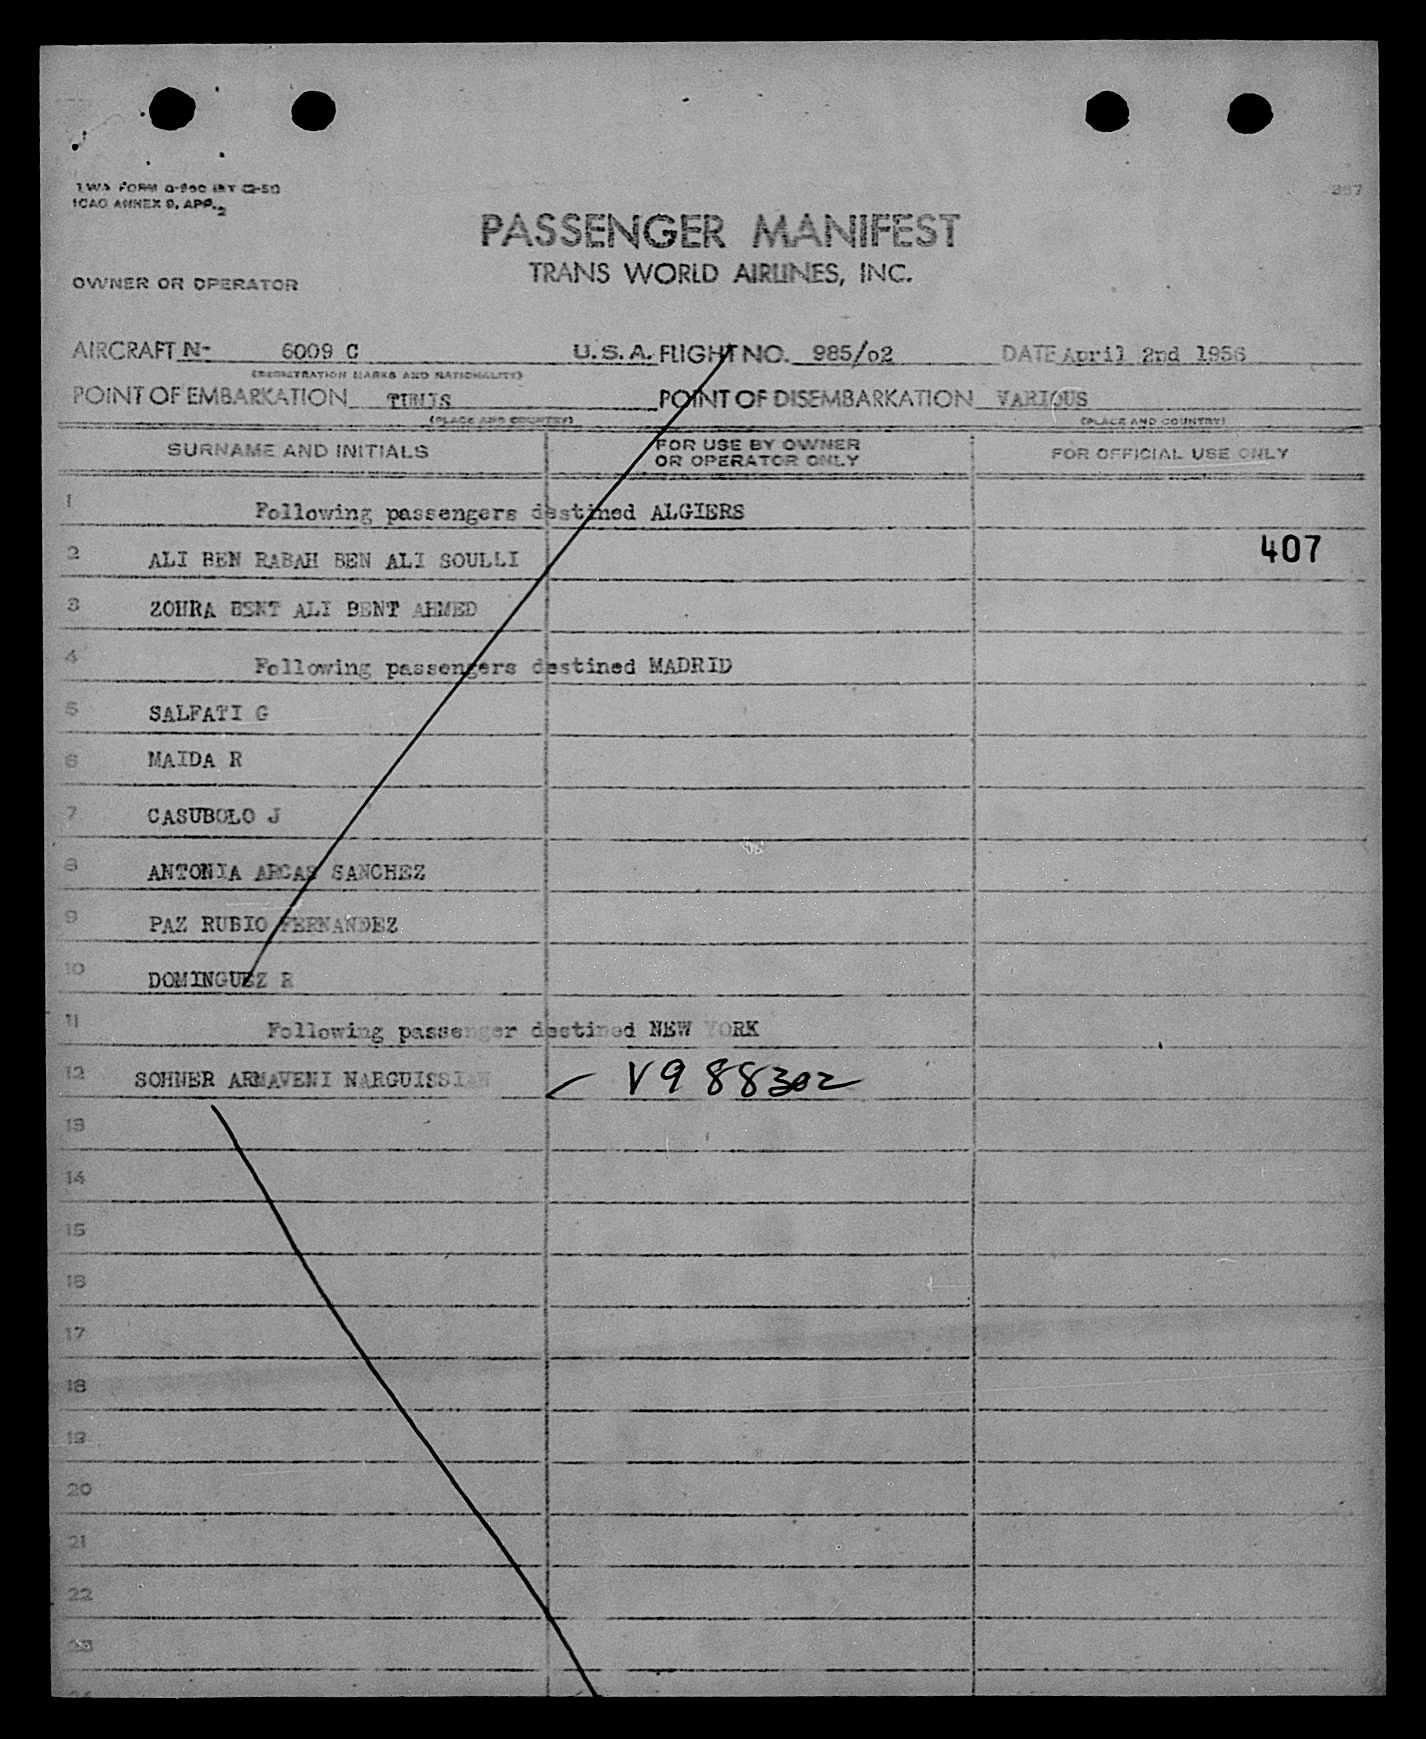 TWA FORM
ICAO ANNEX 9, APP. 2
PASSENGER MANIFEST
TRANS WORLD AIRLINES, INC.
OWNER OR OPERATOR
AIRCRAFT N- 6009 C U.S.A. FLIGHT NO. 985/02 DATE April 2nd 1956
(REGISTRATION MARKS AND NATIONALITY)
POINT OF EMBARKATION TUNIS POINT OF DISEMBARKATION VARIOUS
(PLACE AND COUNTRY) (PLACE AND COUNTRY)
SURNAME AND INITIALS FOR USE BY OWNER OR OPERATOR ONLY FOR OFFICIAL USE ONLY
1 Following passengers destined ALGIERS
2 ALI BEN RABAH BEN ALI SOULLI 407
3 ZOHRA BENT ALI BENT AHMED
4 Following passengers destined MADRID
5 SALFATI G
6 MAIDA R
7 CASUBOLO J
8 ANTONIA ARCAS SANCHEZ
9 PAZ RUBIO FERNANDEZ
10 DOMINGUEZ R
11 Following passenger destined NEW YORK
12 SOHNER ARMAVENI NARGUISSIAN V988302
13
14
15
16
17
18
19
20
21
22
23